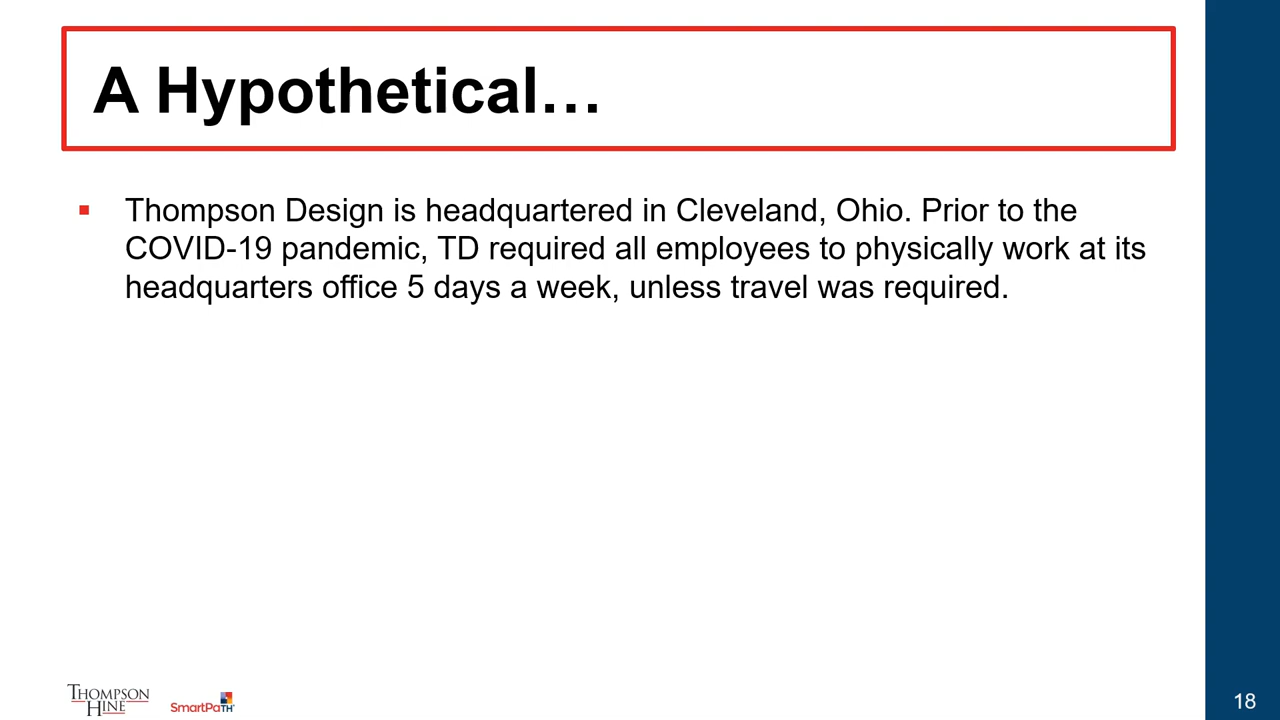 A Hypothetical…
▪ Thompson Design is headquartered in Cleveland, Ohio. Prior to the
COVID-19 pandemic, TD required all employees to physically work at its
headquarters office 5 days a week, unless travel was required.
THOMPSON
HINE
SmartPaTH
18